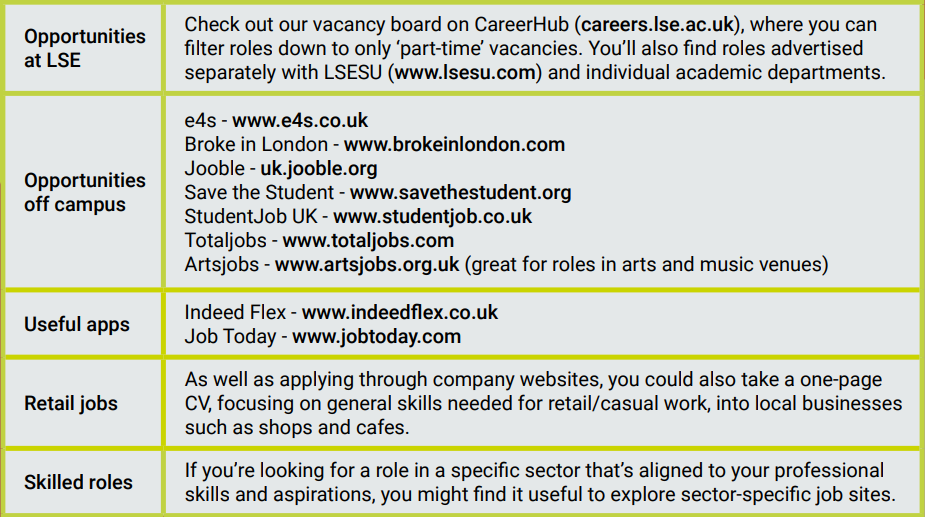 Opportunities
at LSE
Check out our vacancy board on CareerHub (careers.lse.ac.uk), where you can
filter roles down to only ‘part-time’ vacancies. You’ll also find roles advertised
separately with LSESU (www.lsesu.com) and individual academic departments.
Opportunities
off campus
e4s - www.e4s.co.uk
Broke in London - www.brokeinlondon.com
Jooble - uk.jooble.org
Save the Student - www.savethestudent.org
StudentJob UK - www.studentjob.co.uk
Totaljobs - www.totaljobs.com
Artsjobs - www.artsjobs.org.uk (great for roles in arts and music venues)
Useful apps
Indeed Flex - www.indeedflex.co.uk
Job Today - www.jobtoday.com
Retail jobs
As well as applying through company websites, you could also take a one-page
CV, focusing on general skills needed for retail/casual work, into local businesses
such as shops and cafes.
Skilled roles
If you’re looking for a role in a specific sector that’s aligned to your professional
skills and aspirations, you might find it useful to explore sector-specific job sites.